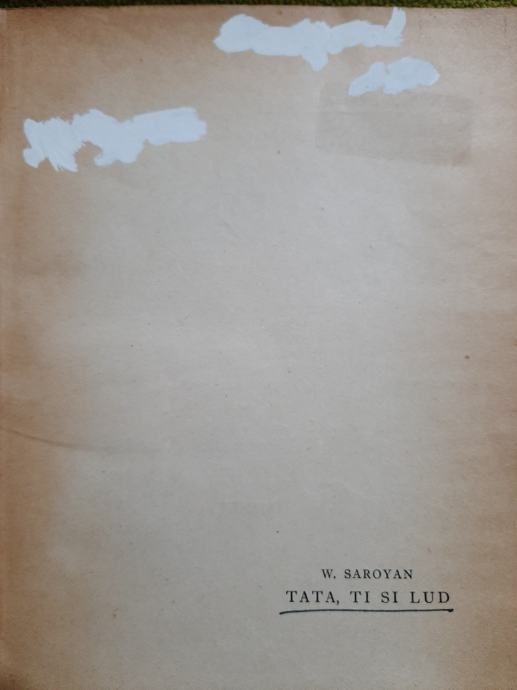 W. SAROYAN
TATA, TI SI LUD